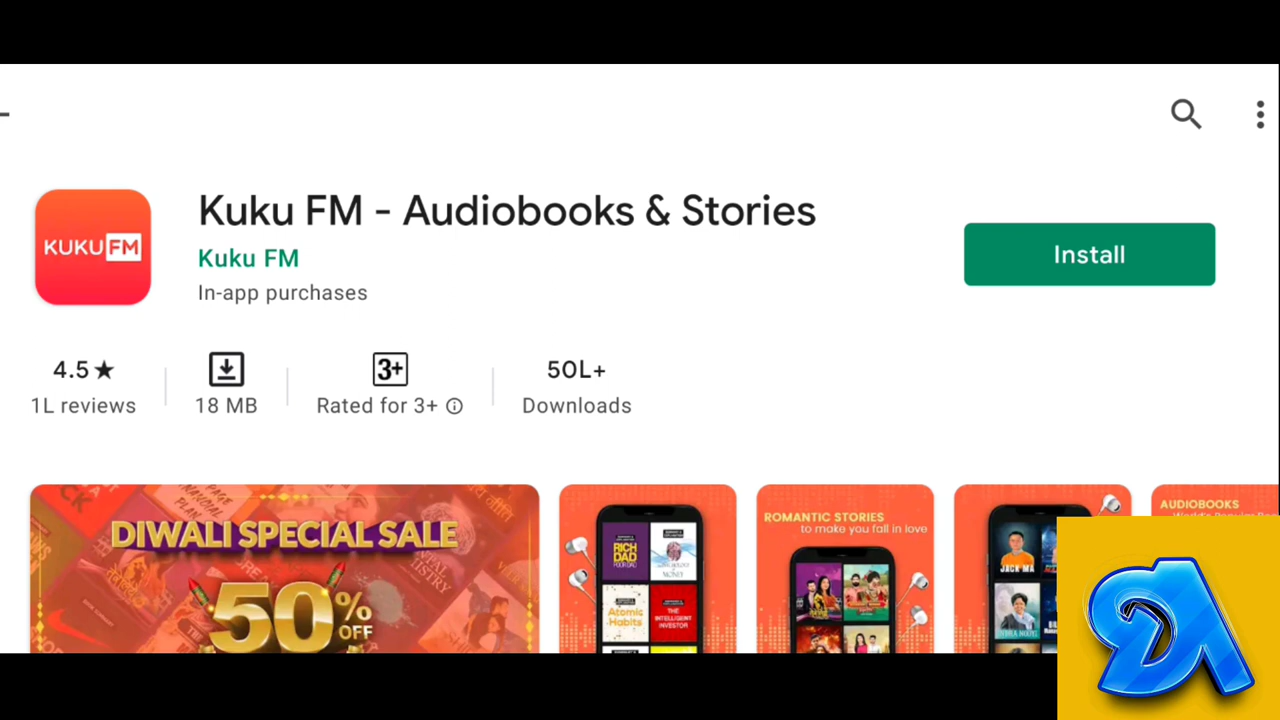 Kuku FM - Audiobooks & Stories
KUKU FM
Kuku FM
In-app purchases
Install
4.5★
3+
50L+
1L reviews
18 MB
Rated for 3+
Downloads
DIWALI SPECIAL SALE
50% OFF
RICH DAD
Atomic Habits
THE INTELLIGENT INVESTOR
ROMANTIC STORIES
to make you fall in love
JACK MA
AUDIOBOOKS